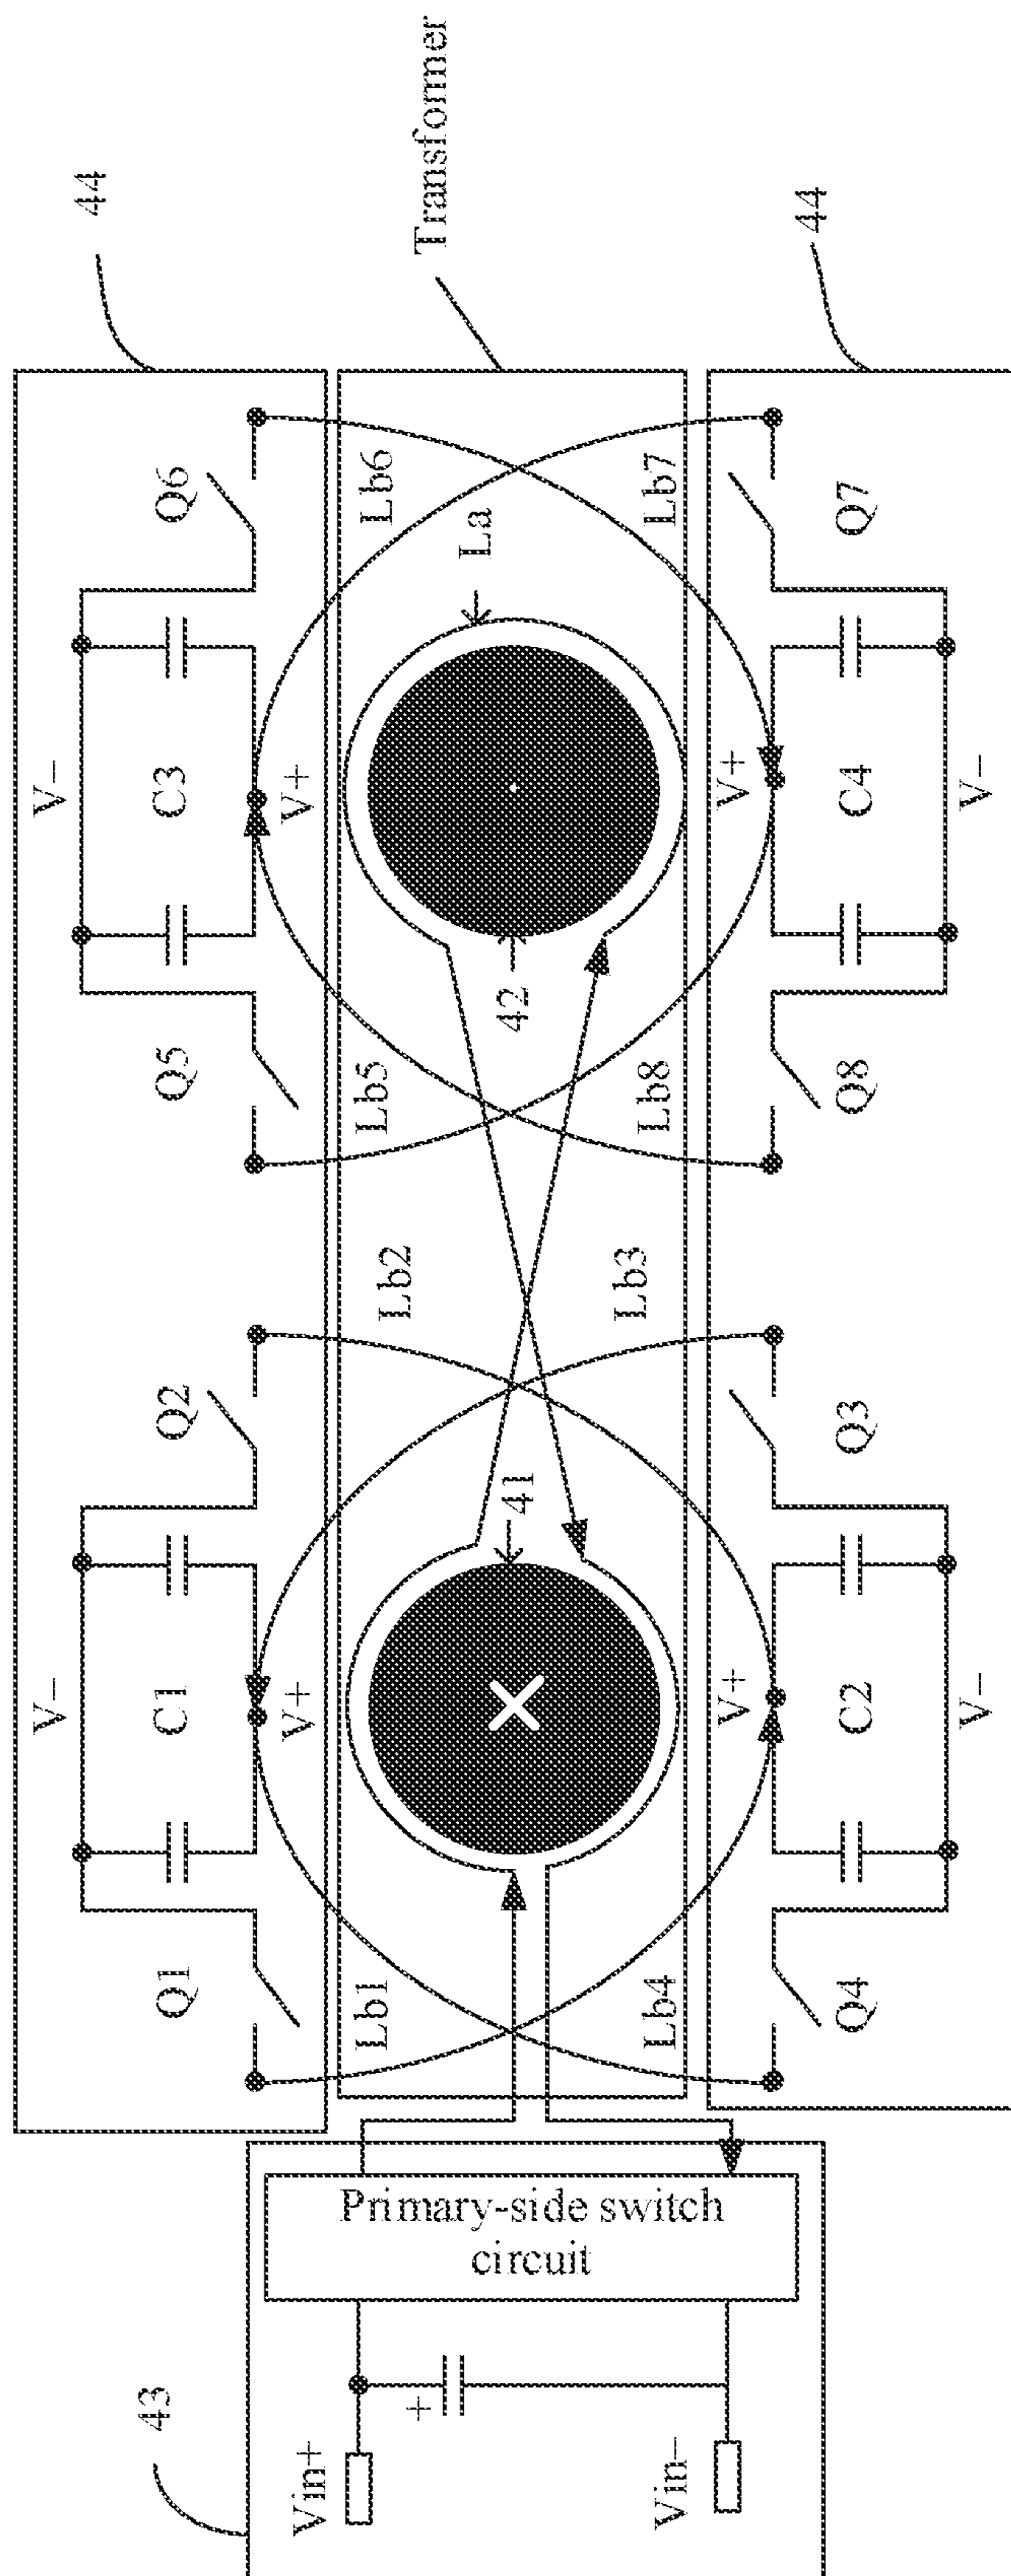 44
Transformer
44
V−
V−
C1
C3
Q1
Q2
Q5
Q6
V+
V+
Lb1
Lb2
Lb5
Lb6
La
41
42
Lb4
Lb3
Lb8
Lb7
V+
V+
Q4
Q3
Q8
Q7
C2
C4
V−
V−
43
Vin+
+
Vin−
Primary-side switch
circuit